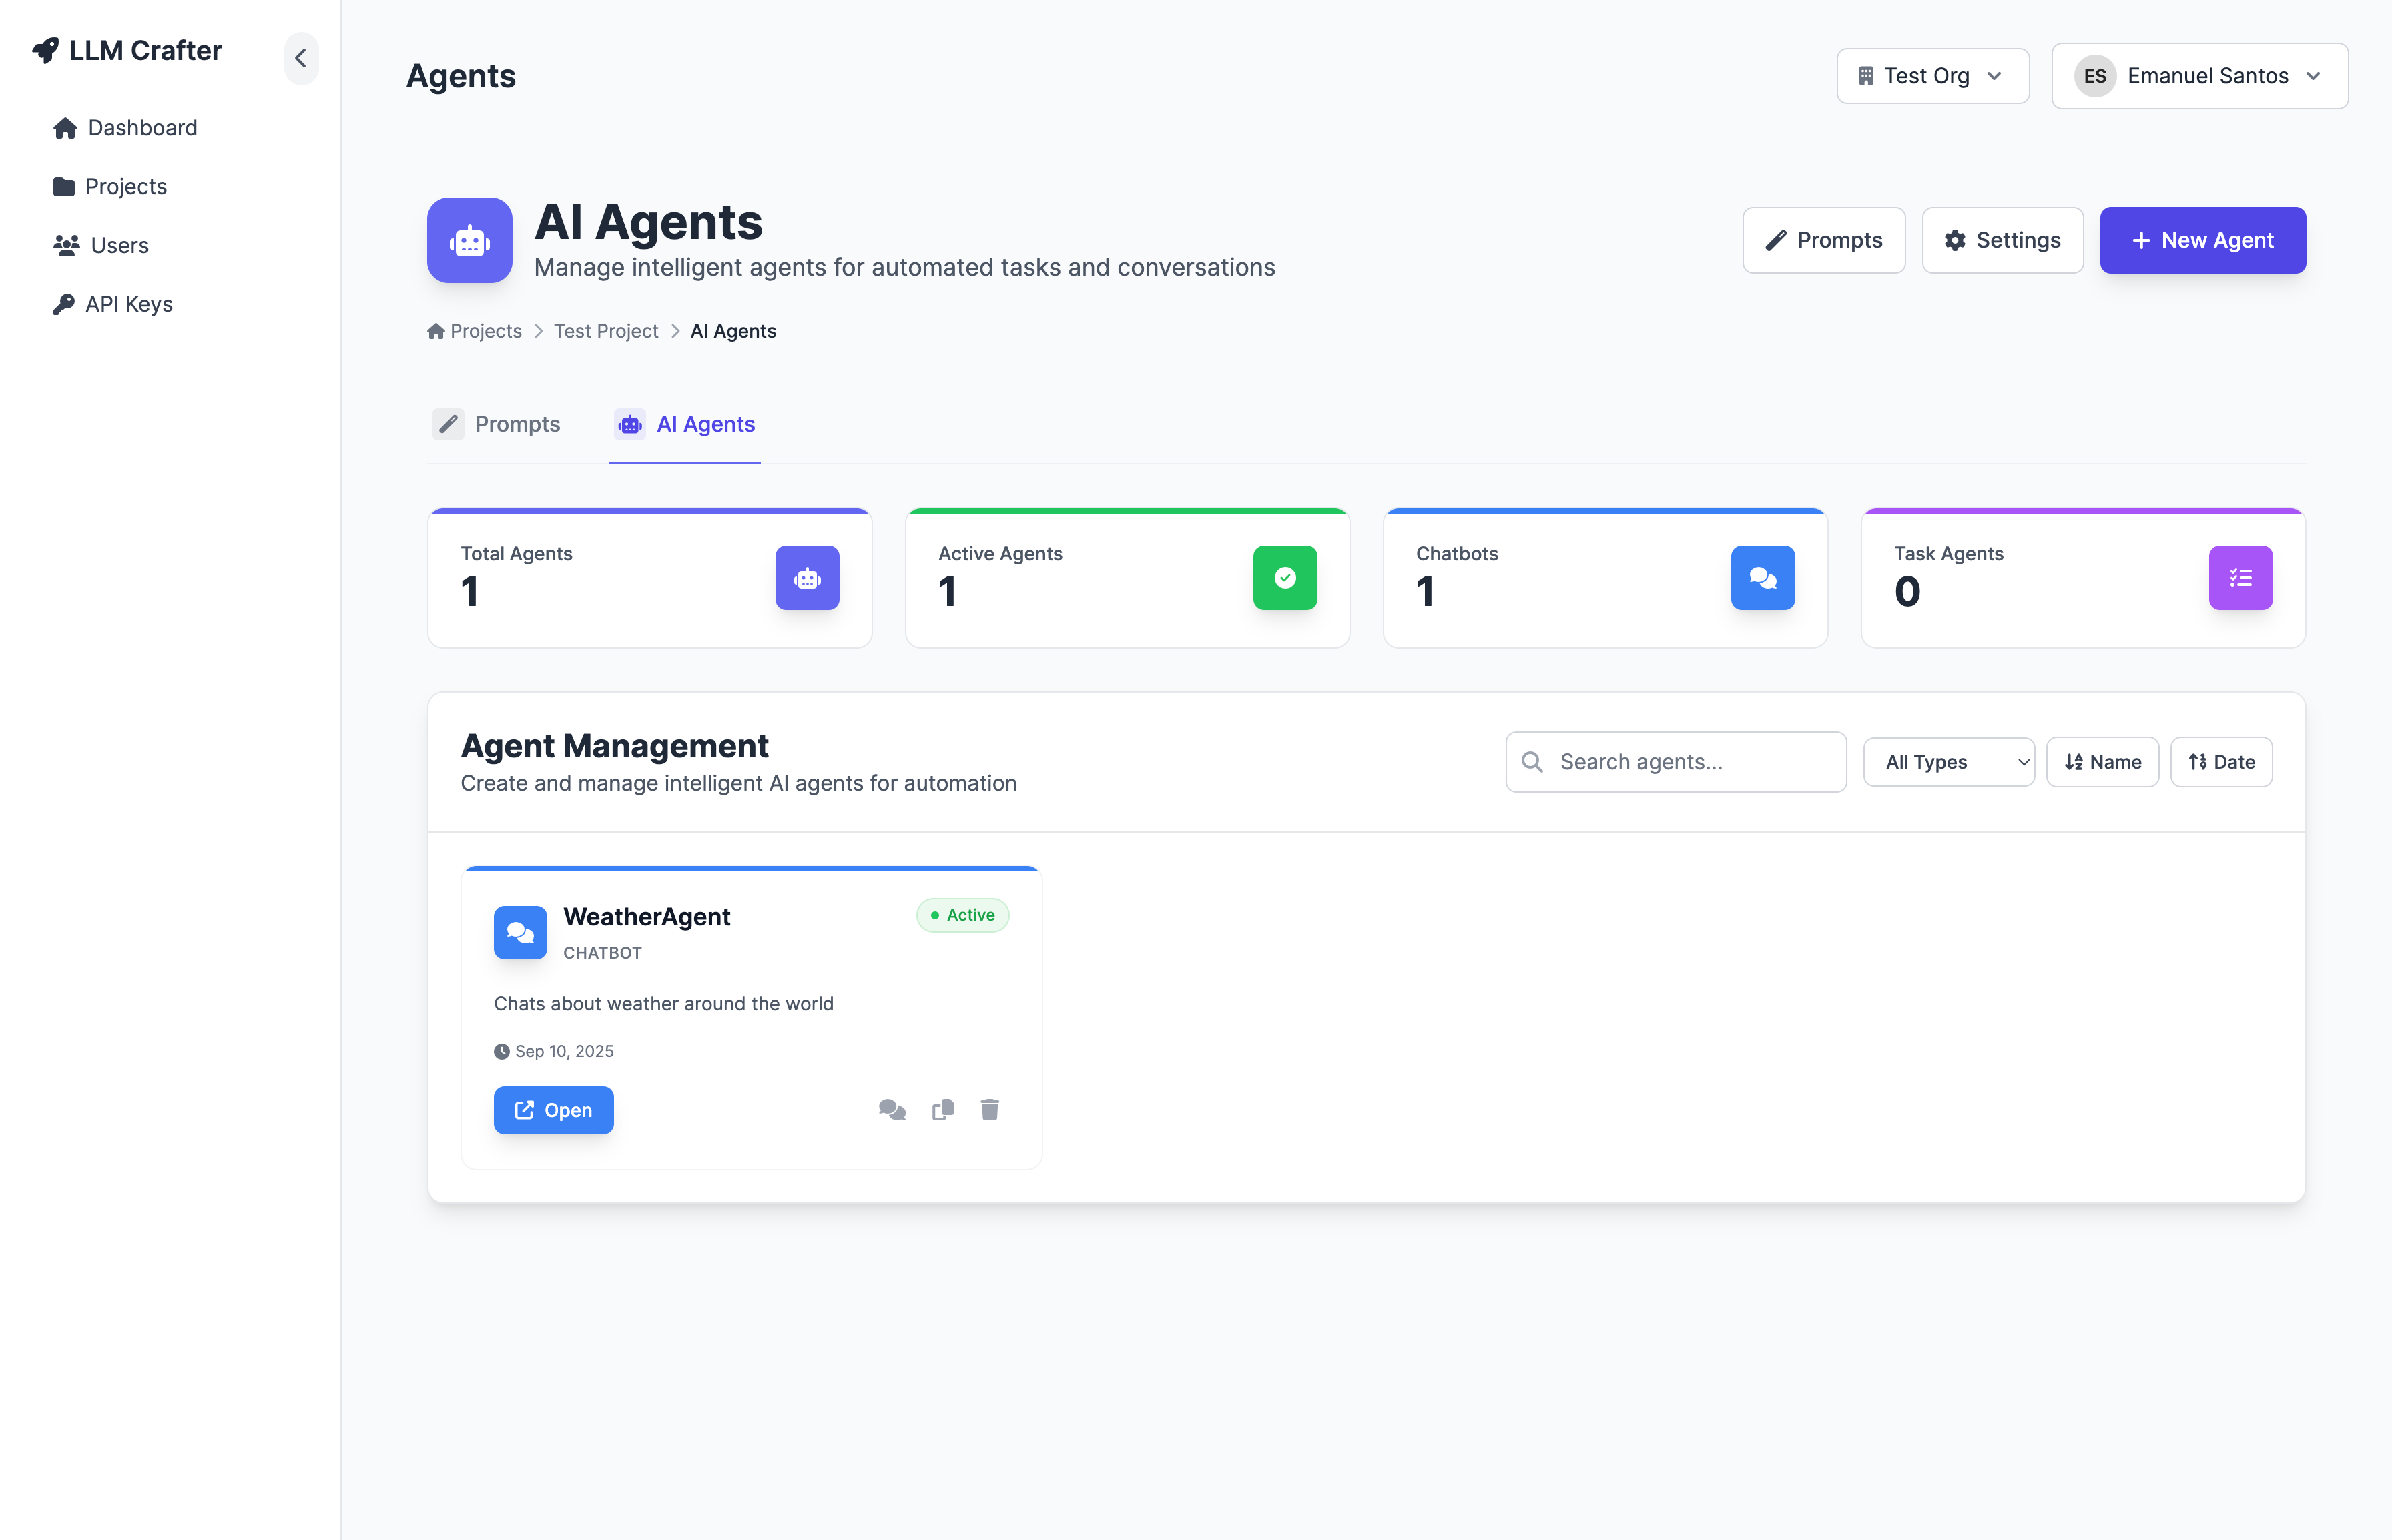 LLM Crafter
Dashboard
Projects
Users
API Keys
Agents
Test Org
ES
Emanuel Santos
AI Agents
Manage intelligent agents for automated tasks and conversations
Prompts
Settings
New Agent
Projects
Test Project
AI Agents
Prompts
AI Agents
Total Agents
1
Active Agents
1
Chatbots
1
Task Agents
0
Agent Management
Create and manage intelligent AI agents for automation
Search agents...
All Types
Name
Date
WeatherAgent
Active
CHATBOT
Chats about weather around the world
Sep 10, 2025
Open